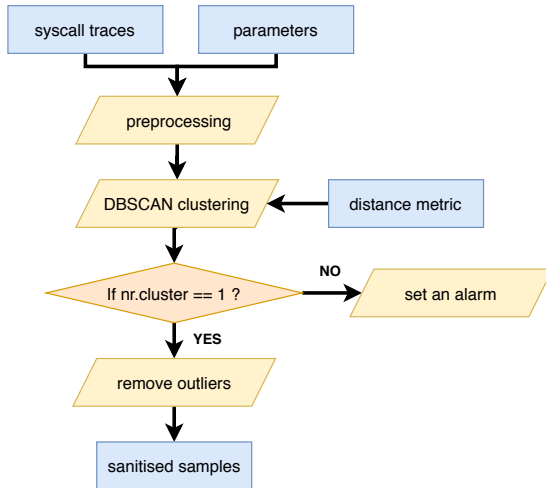 syscall traces
parameters
preprocessing
DBSCAN clustering
distance metric
If nr.cluster == 1 ?
NO
set an alarm
YES
remove outliers
sanitised samples